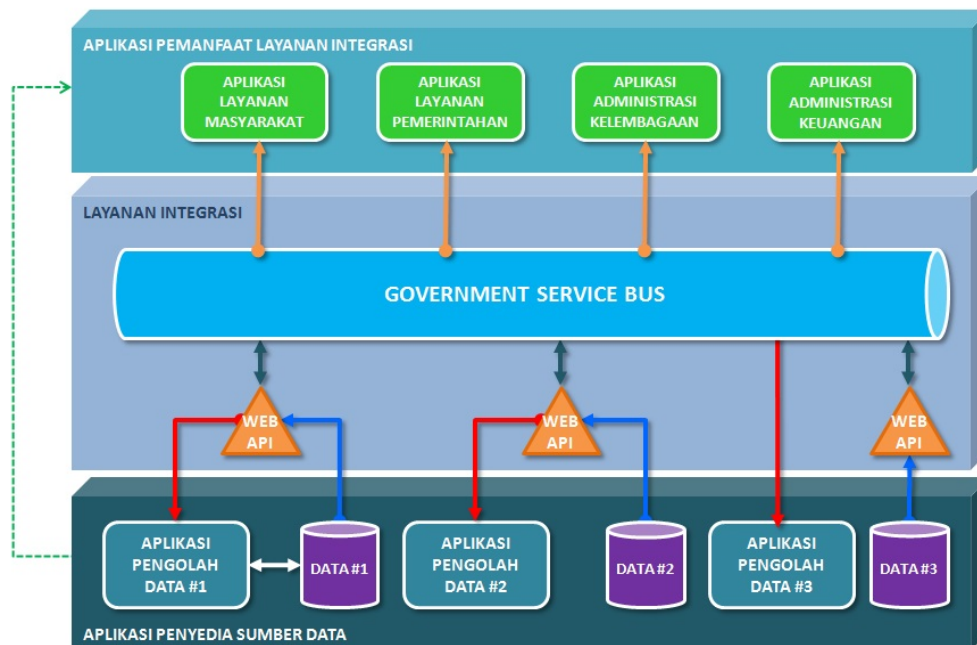 APLIKASI PEMANFAAT LAYANAN INTEGRASI
APLIKASI
LAYANAN
MASYARAKAT
APLIKASI
LAYANAN
PEMERINTAHAN
APLIKASI
ADMINISTRASI
KELEMBAGAAN
APLIKASI
ADMINISTRASI
KEUANGAN
LAYANAN INTEGRASI
GOVERNMENT SERVICE BUS
WEB
API
WEB
API
WEB
API
APLIKASI
PENGOLAH
DATA #1
DATA #1
APLIKASI
PENGOLAH
DATA #2
DATA #2
APLIKASI
PENGOLAH
DATA #3
DATA #3
APLIKASI PENYEDIA SUMBER DATA